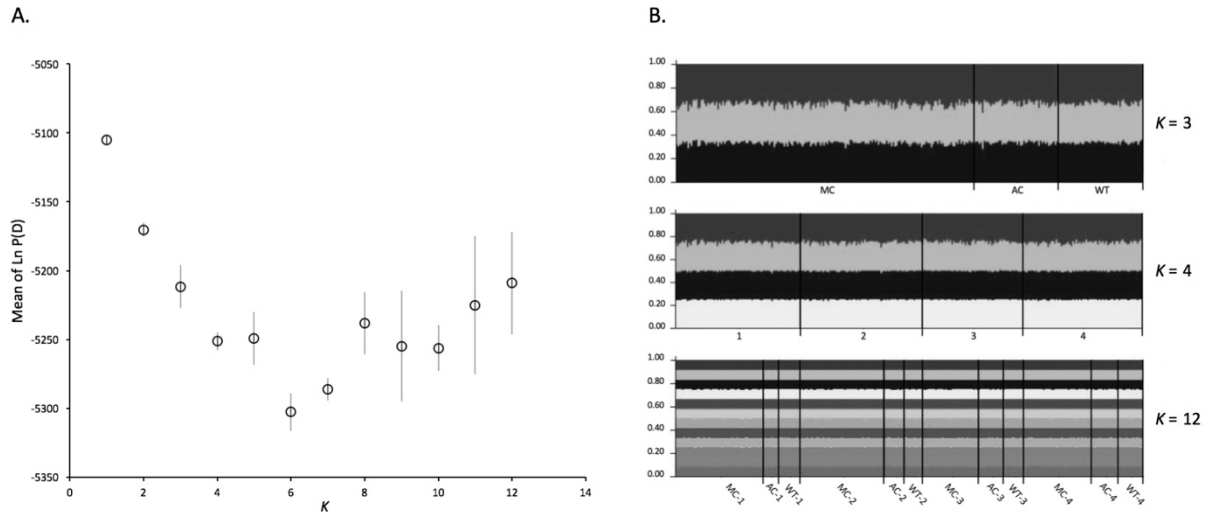 A.
B.
-5050
-5100
-5150
-5200
-5250
-5300
-5350
Mean of Ln P(D)
0 2 4 6 8 10 12 14
K
1.00
0.80
0.60
0.40
0.20
0.00
MC AC WT
K = 3
1.00
0.80
0.60
0.40
0.20
0.00
1 2 3 4
K = 4
1.00
0.80
0.60
0.40
0.20
0.00
MC-1 AC-1 WT-1 MC-2 AC-2 WT-2 MC-3 AC-3 WT-3 MC-4 AC-4 WT-4
K = 12